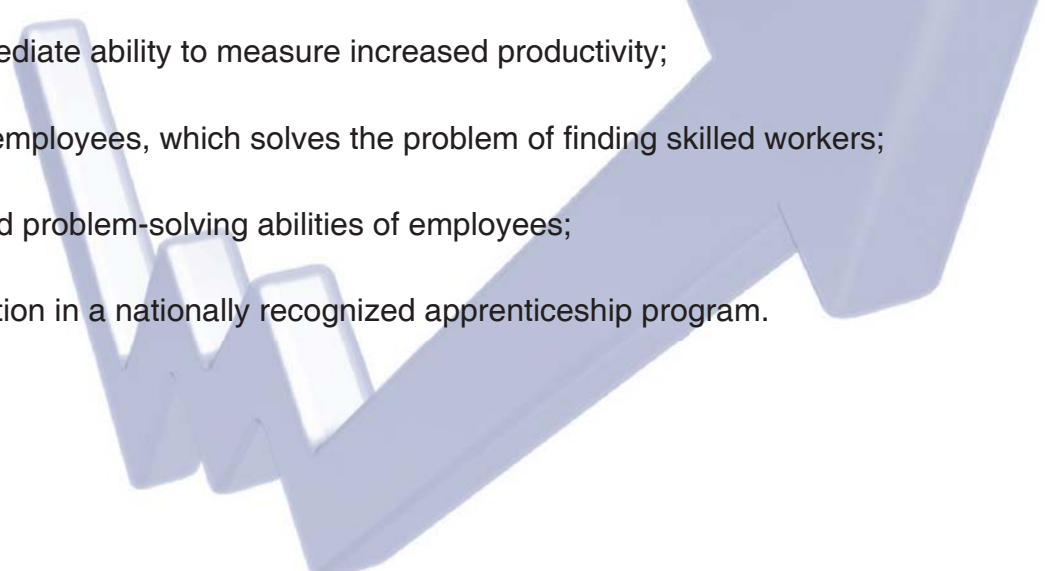 ediate ability to measure increased productivity;
employees, which solves the problem of finding skilled workers;
d problem-solving abilities of employees;
tion in a nationally recognized apprenticeship program.